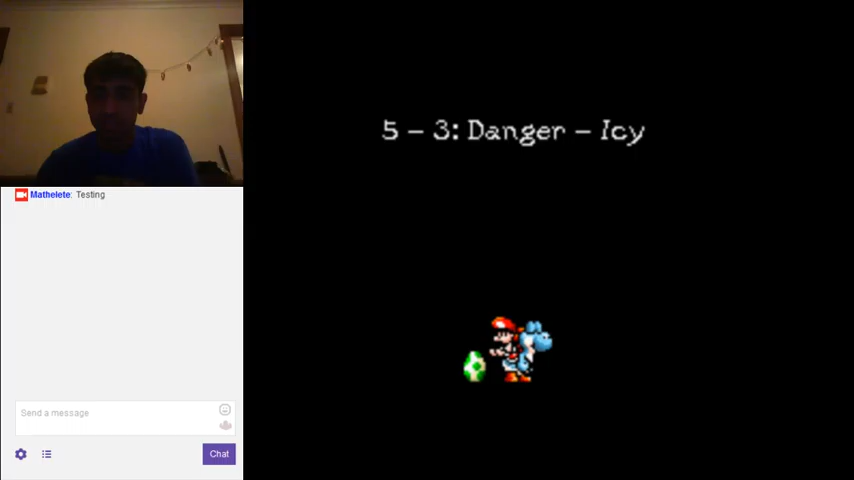 5 - 3: Danger - Icy
Mathelete: Testing
Send a message
Chat